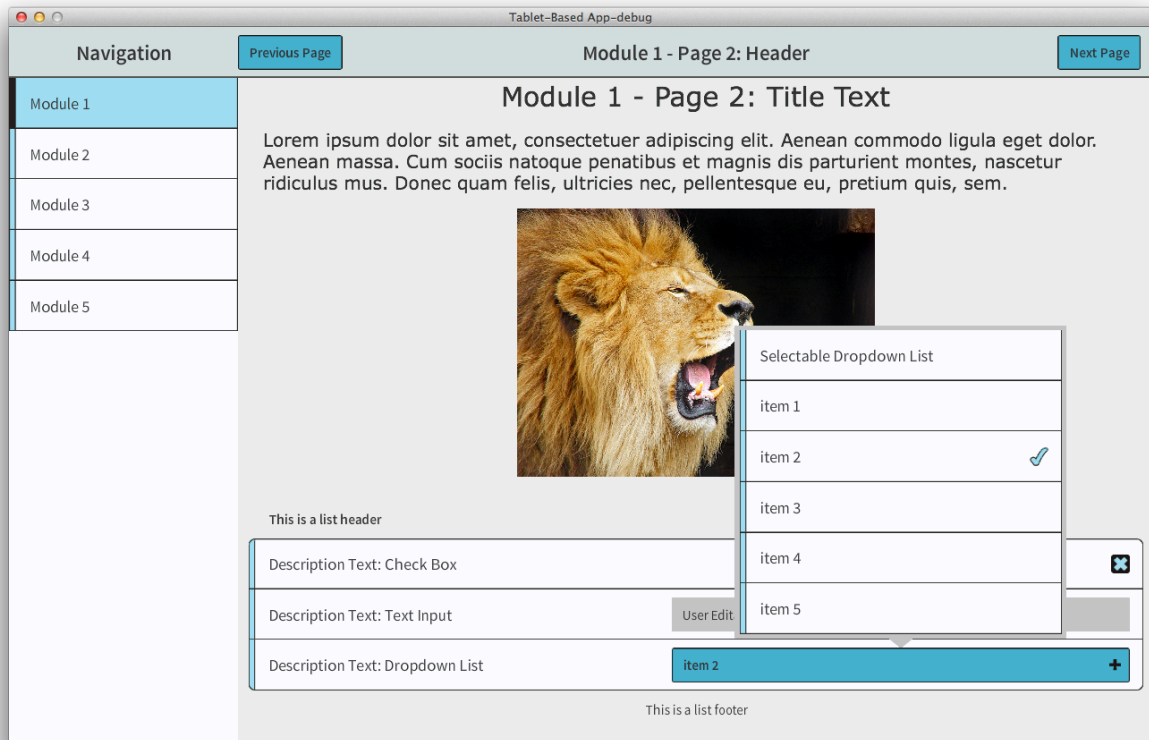 Tablet-Based App-debug
Navigation
Previous Page
Module 1 - Page 2: Header
Next Page
Module 1
Module 2
Module 3
Module 4
Module 5
Module 1 - Page 2: Title Text
Lorem ipsum dolor sit amet, consectetuer adipiscing elit. Aenean commodo ligula eget dolor.
Aenean massa. Cum sociis natoque penatibus et magnis dis parturient montes, nascetur
ridiculus mus. Donec quam felis, ultricies nec, pellentesque eu, pretium quis, sem.
Selectable Dropdown List
item 1
item 2
item 3
item 4
item 5
This is a list header
Description Text: Check Box
Description Text: Text Input
User Edit
Description Text: Dropdown List
item 2
This is a list footer